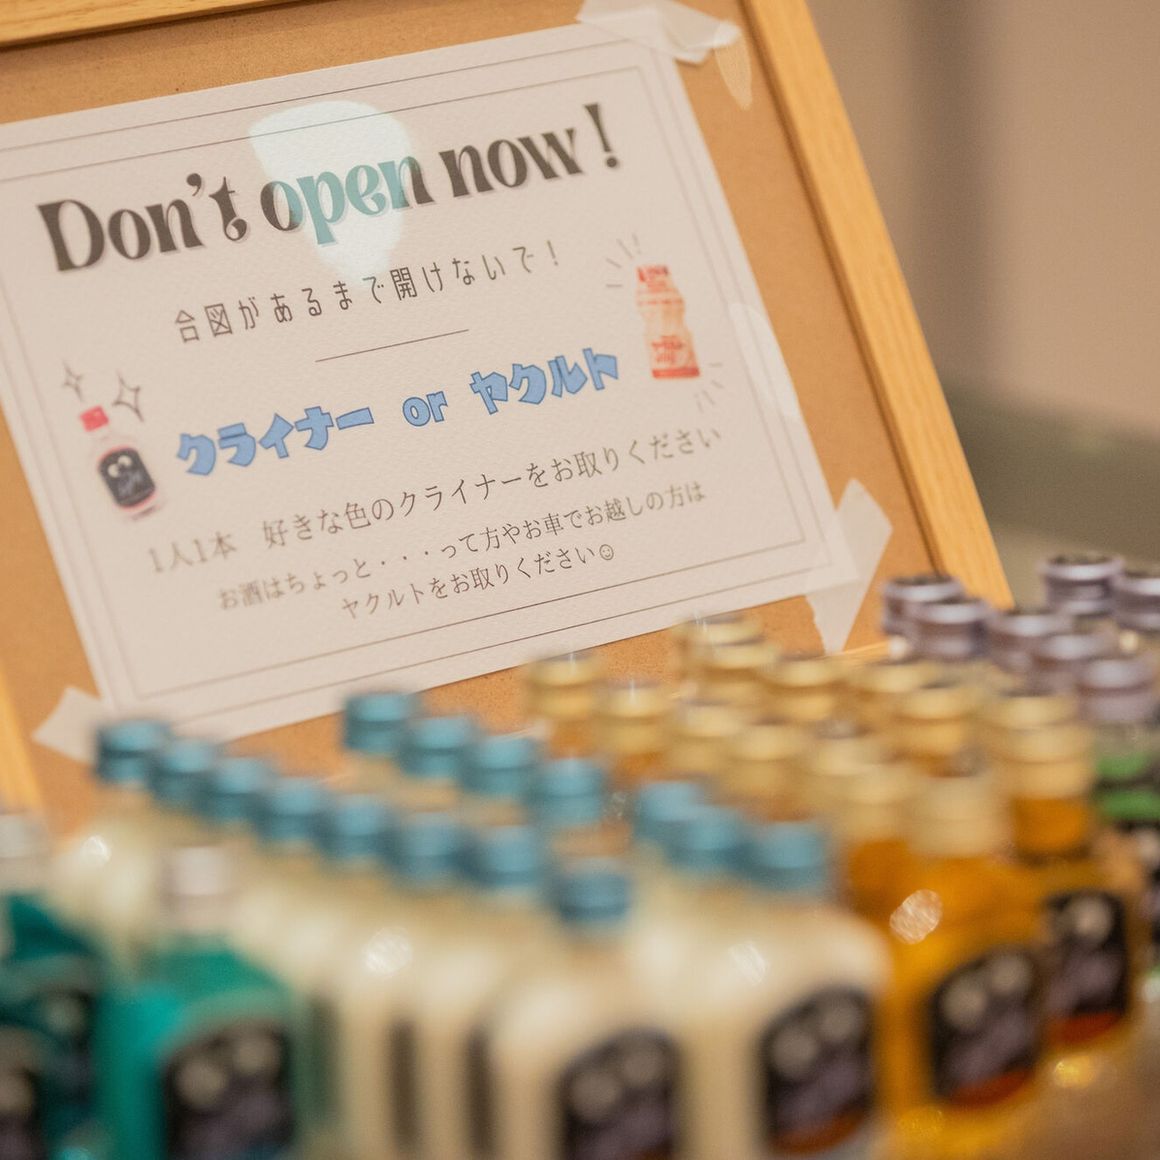 Don't open now!
合図があるまで開けないで！
クライナー or ヤクルト
1人1本　好きな色のクライナーをお取りください
お酒はちょっと・・・って方やお車でお越しの方は
ヤクルトをお取りください☺